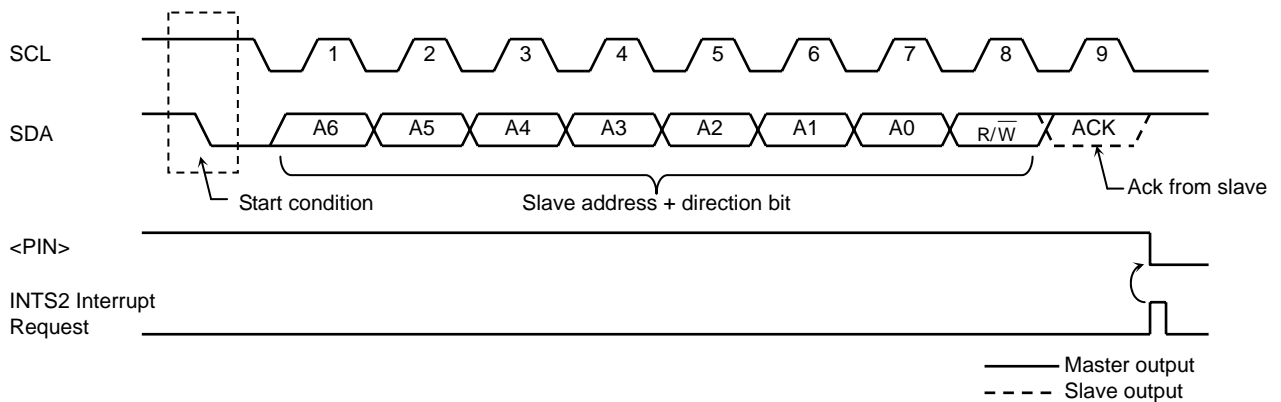 SCL 1 2 3 4 5 6 7 8 9
SDA A6 A5 A4 A3 A2 A1 A0 R/W̅ ACK
Start condition
Slave address + direction bit
Ack from slave
<PIN>
INTS2 Interrupt
Request
Master output
Slave output